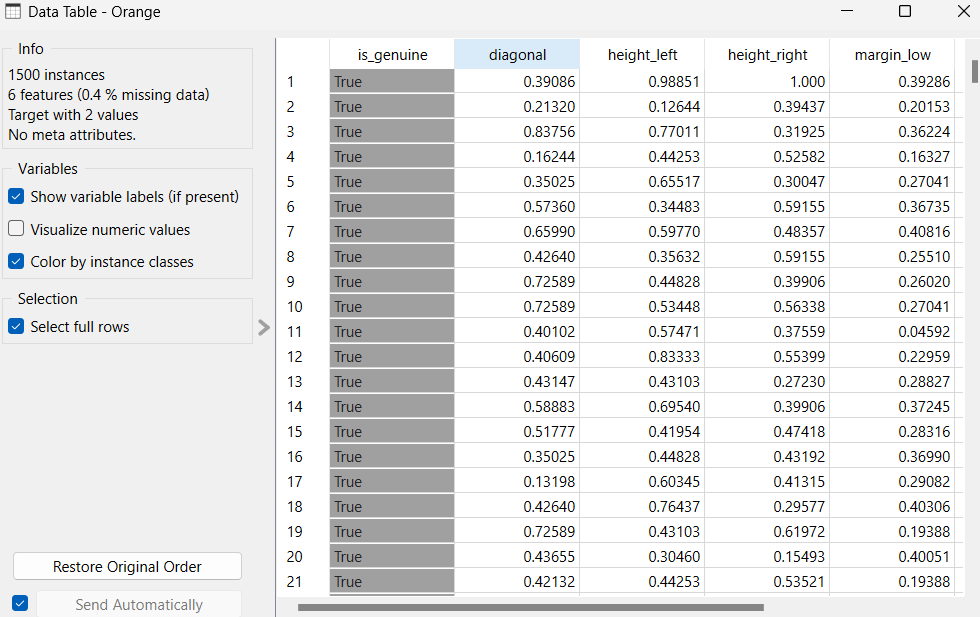 Data Table - Orange
Info
1500 instances
6 features (0.4 % missing data)
Target with 2 values
No meta attributes.
Variables
Show variable labels (if present)
Visualize numeric values
Color by instance classes
Selection
Select full rows
Restore Original Order
Send Automatically
is_genuine diagonal height_left height_right margin_low
1 True 0.39086 0.98851 1.000 0.39286
2 True 0.21320 0.12644 0.39437 0.20153
3 True 0.83756 0.77011 0.31925 0.36224
4 True 0.16244 0.44253 0.52582 0.16327
5 True 0.35025 0.65517 0.30047 0.27041
6 True 0.57360 0.34483 0.59155 0.36735
7 True 0.65990 0.59770 0.48357 0.40816
8 True 0.42640 0.35632 0.59155 0.25510
9 True 0.72589 0.44828 0.39906 0.26020
10 True 0.72589 0.53448 0.56338 0.27041
11 True 0.40102 0.57471 0.37559 0.04592
12 True 0.40609 0.83333 0.55399 0.22959
13 True 0.43147 0.43103 0.27230 0.28827
14 True 0.58883 0.69540 0.39906 0.37245
15 True 0.51777 0.41954 0.47418 0.28316
16 True 0.35025 0.44828 0.43192 0.36990
17 True 0.13198 0.60345 0.41315 0.29082
18 True 0.42640 0.76437 0.29577 0.40306
19 True 0.72589 0.43103 0.61972 0.19388
20 True 0.43655 0.30460 0.15493 0.40051
21 True 0.42132 0.44253 0.53521 0.19388